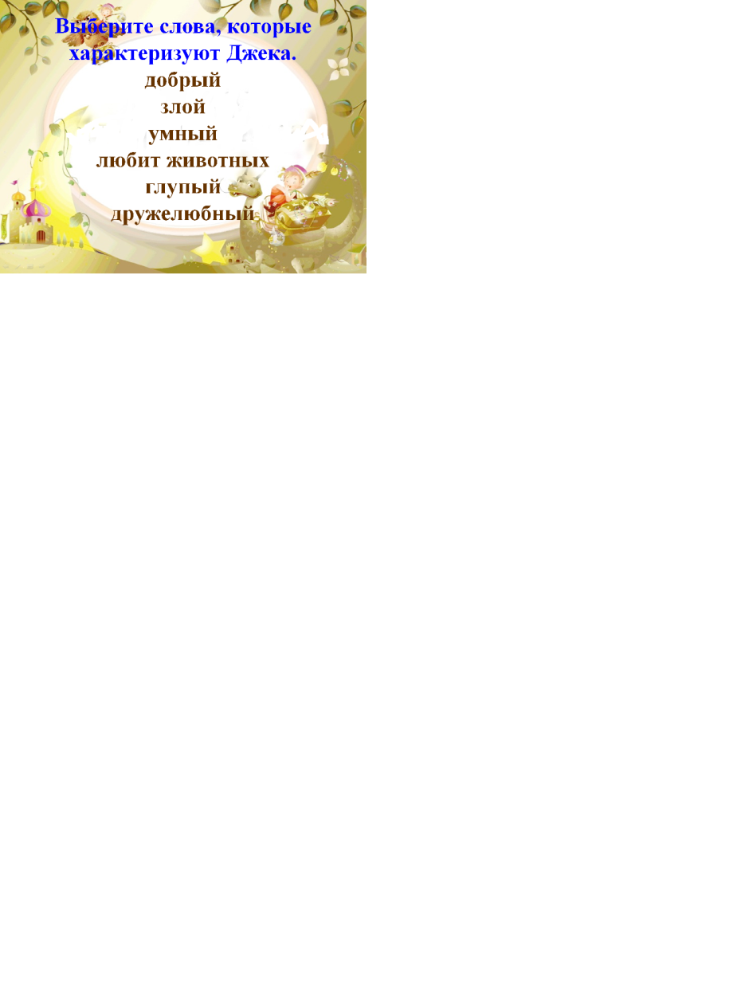 Выберите слова, которые
характеризуют Джека.
добрый
злой
умный
любит животных
глупый
дружелюбный